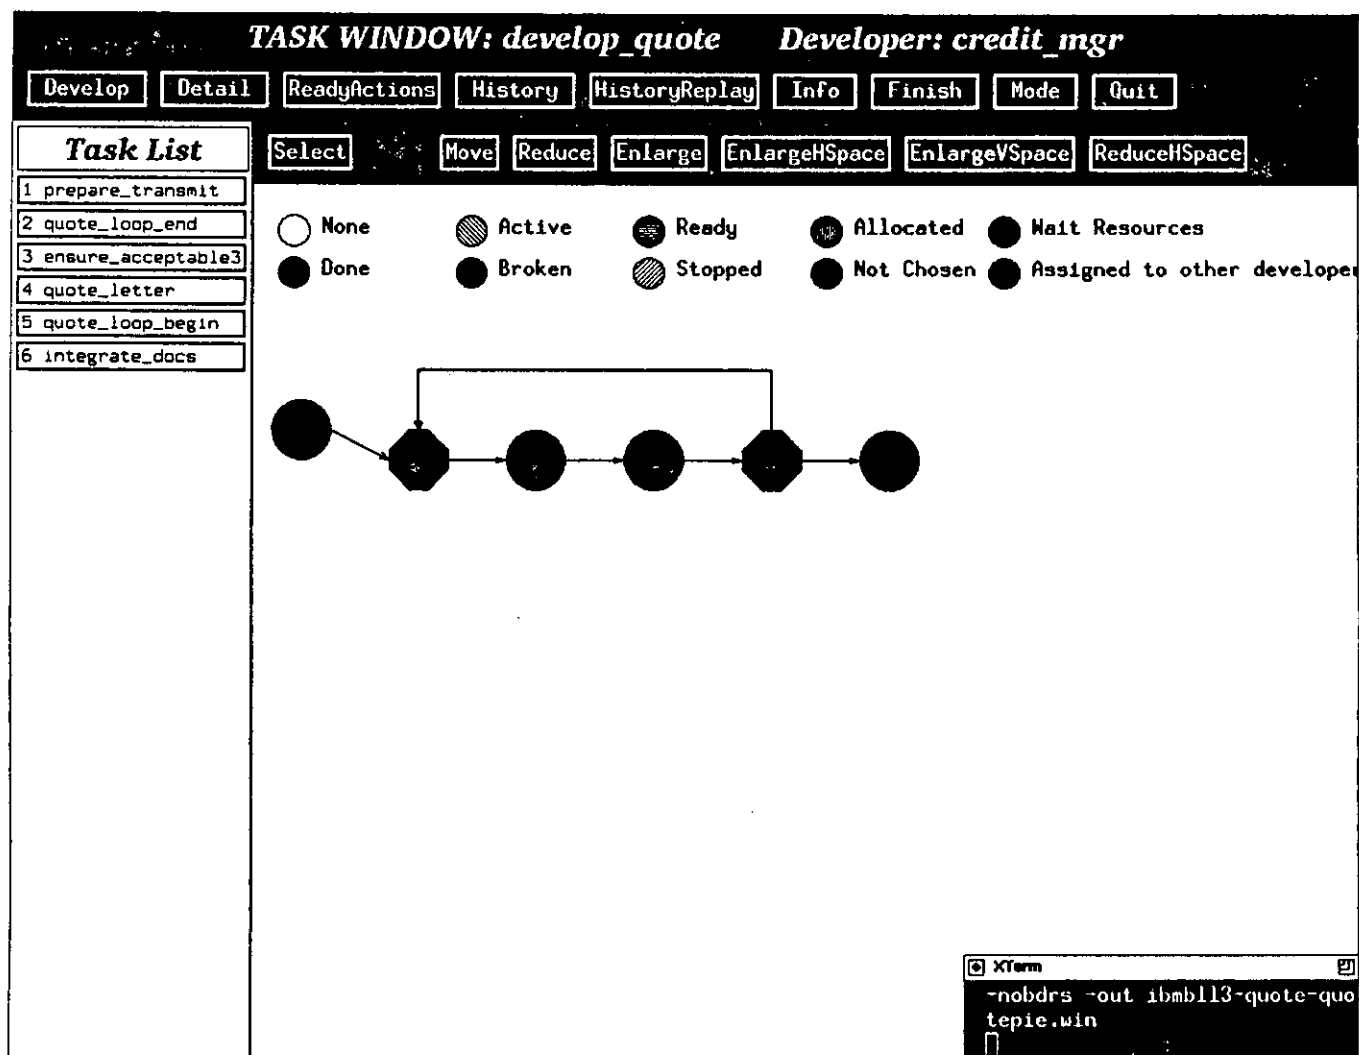 TASK WINDOW: develop_quote Developer: credit_mgr
Develop Detail ReadyActions History HistoryReplay Info Finish Mode Quit
Task List
Select Move Reduce Enlarge EnlargeHSpace EnlargeVSpace ReduceHSpace
1 prepare_transmit
2 quote_loop_end
3 ensure_acceptable3
4 quote_letter
5 quote_loop_begin
6 integrate_docs
None Active Ready Allocated Wait Resources
Done Broken Stopped Not Chosen Assigned to other develope
XTerm
-nobdrs -out ibmbll3-quote-quo
tepie.win